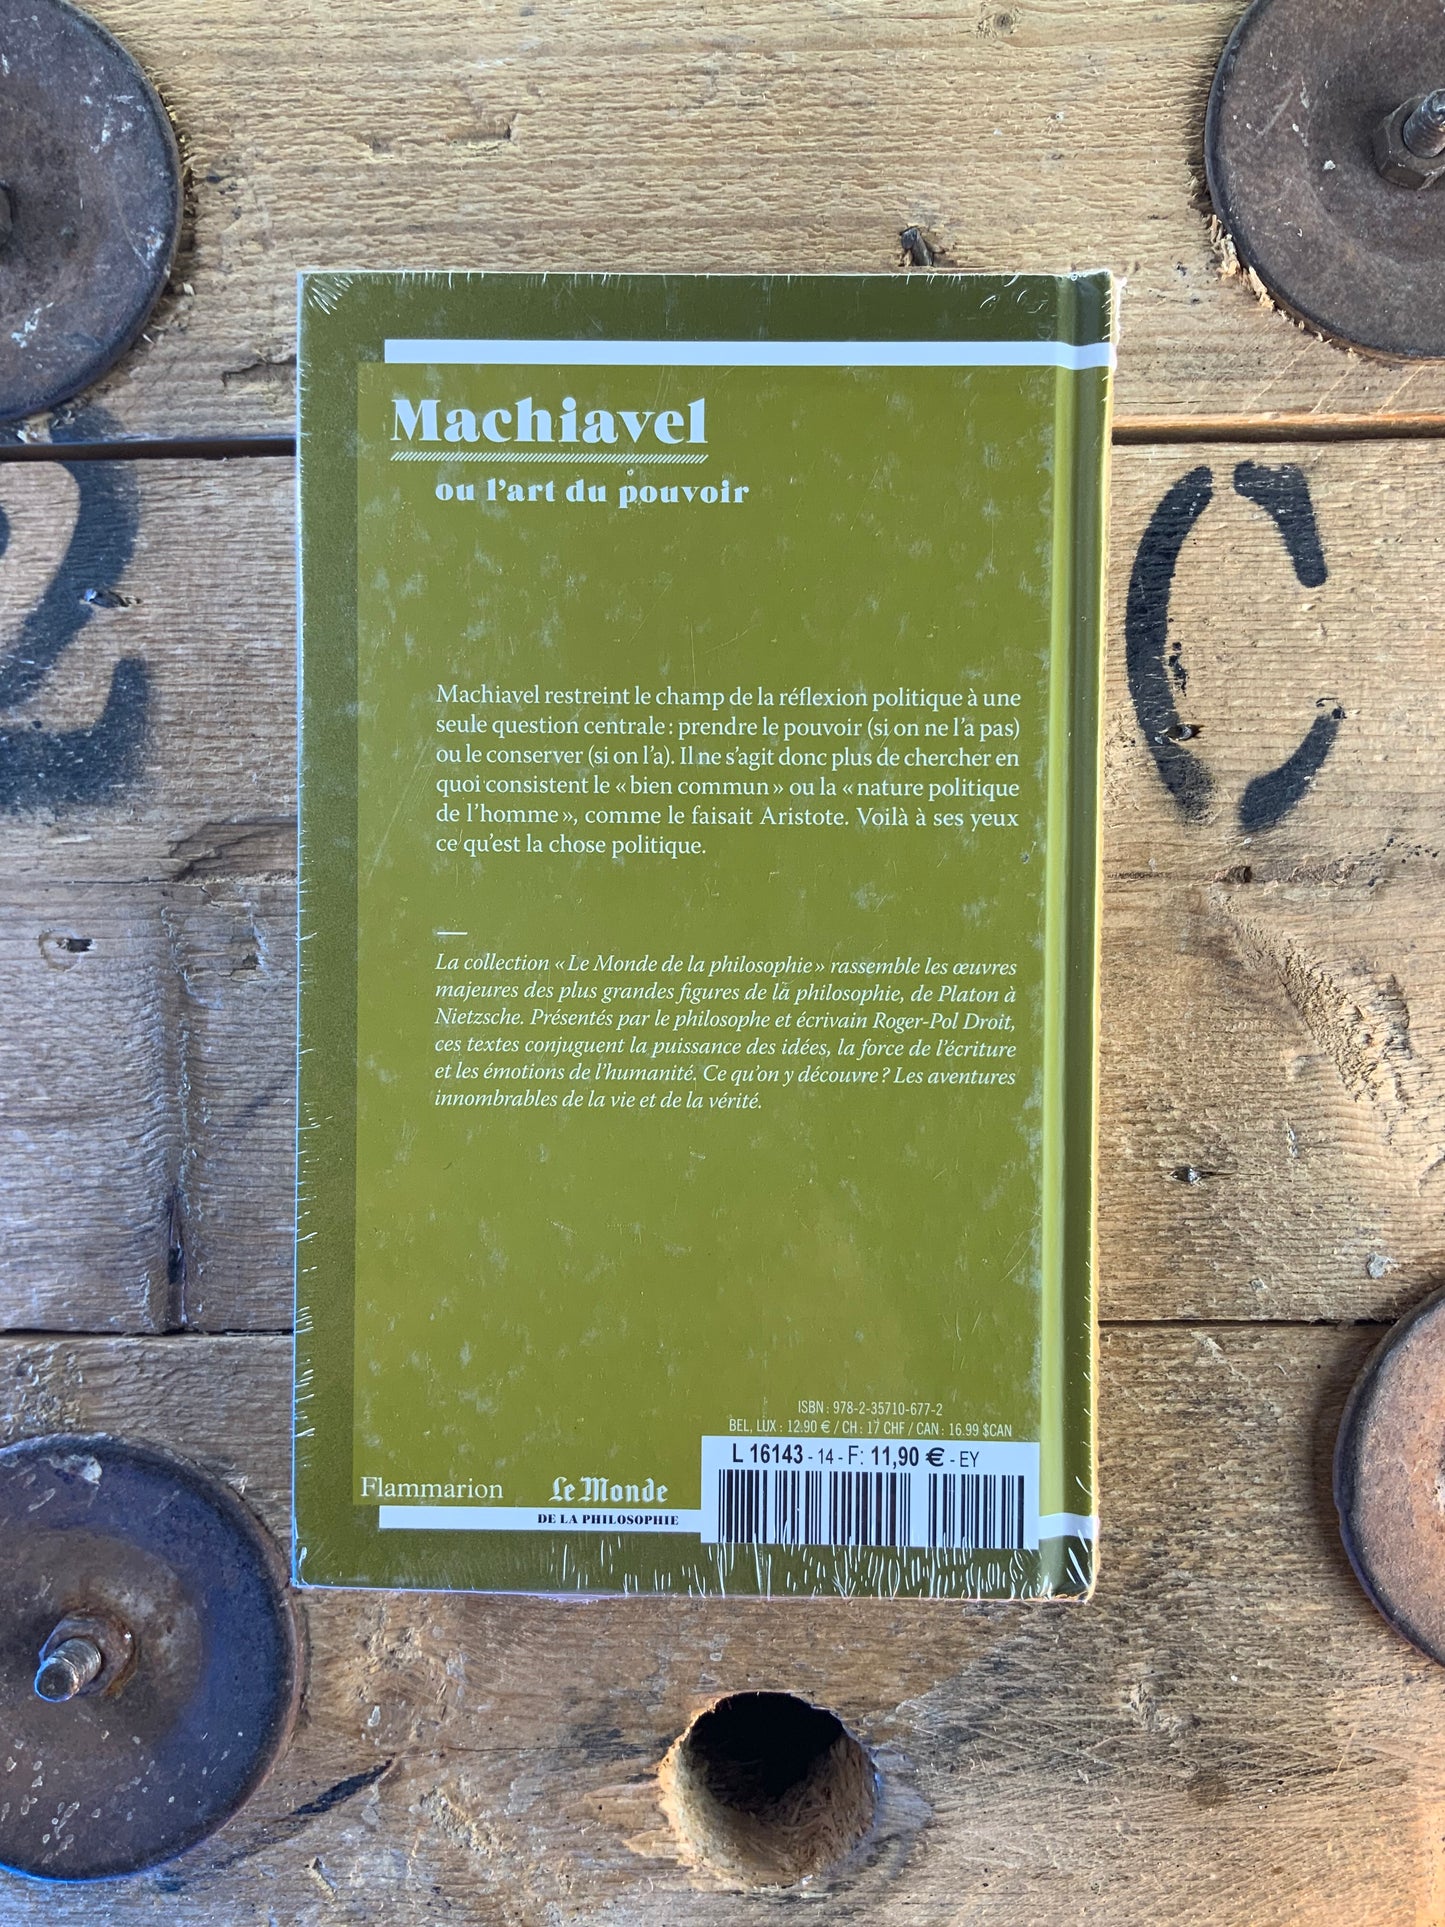 Machiavel
ou l'art du pouvoir
C
Machiavel restreint le champ de la réflexion politique à une
seule question centrale : prendre le pouvoir (si on ne l'a pas)
ou le conserver (si on l'a). Il ne s'agit donc plus de chercher en
quoi consistent le « bien commun » ou la « nature politique
de l'homme », comme le faisait Aristote. Voilà à ses yeux
ce qu'est la chose politique.
La collection « Le Monde de la philosophie » rassemble les œuvres
majeures des plus grandes figures de la philosophie, de Platon à
Nietzsche. Présentés par le philosophe et écrivain Roger-Pol Droit,
ces textes conjuguent la puissance des idées, la force de l'écriture
et les émotions de l'humanité. Ce qu'on y découvre ? Les aventures
innombrables de la vie et de la vérité.
ISBN : 978-2-35710-677-2
BEL, LUX : 12.90 € / CH : 17 CHF / CAN : 16.99 $CAN
L 16143 - 14 - F: 11,90 € - EY
Flammarion
Le Monde
DE LA PHILOSOPHIE